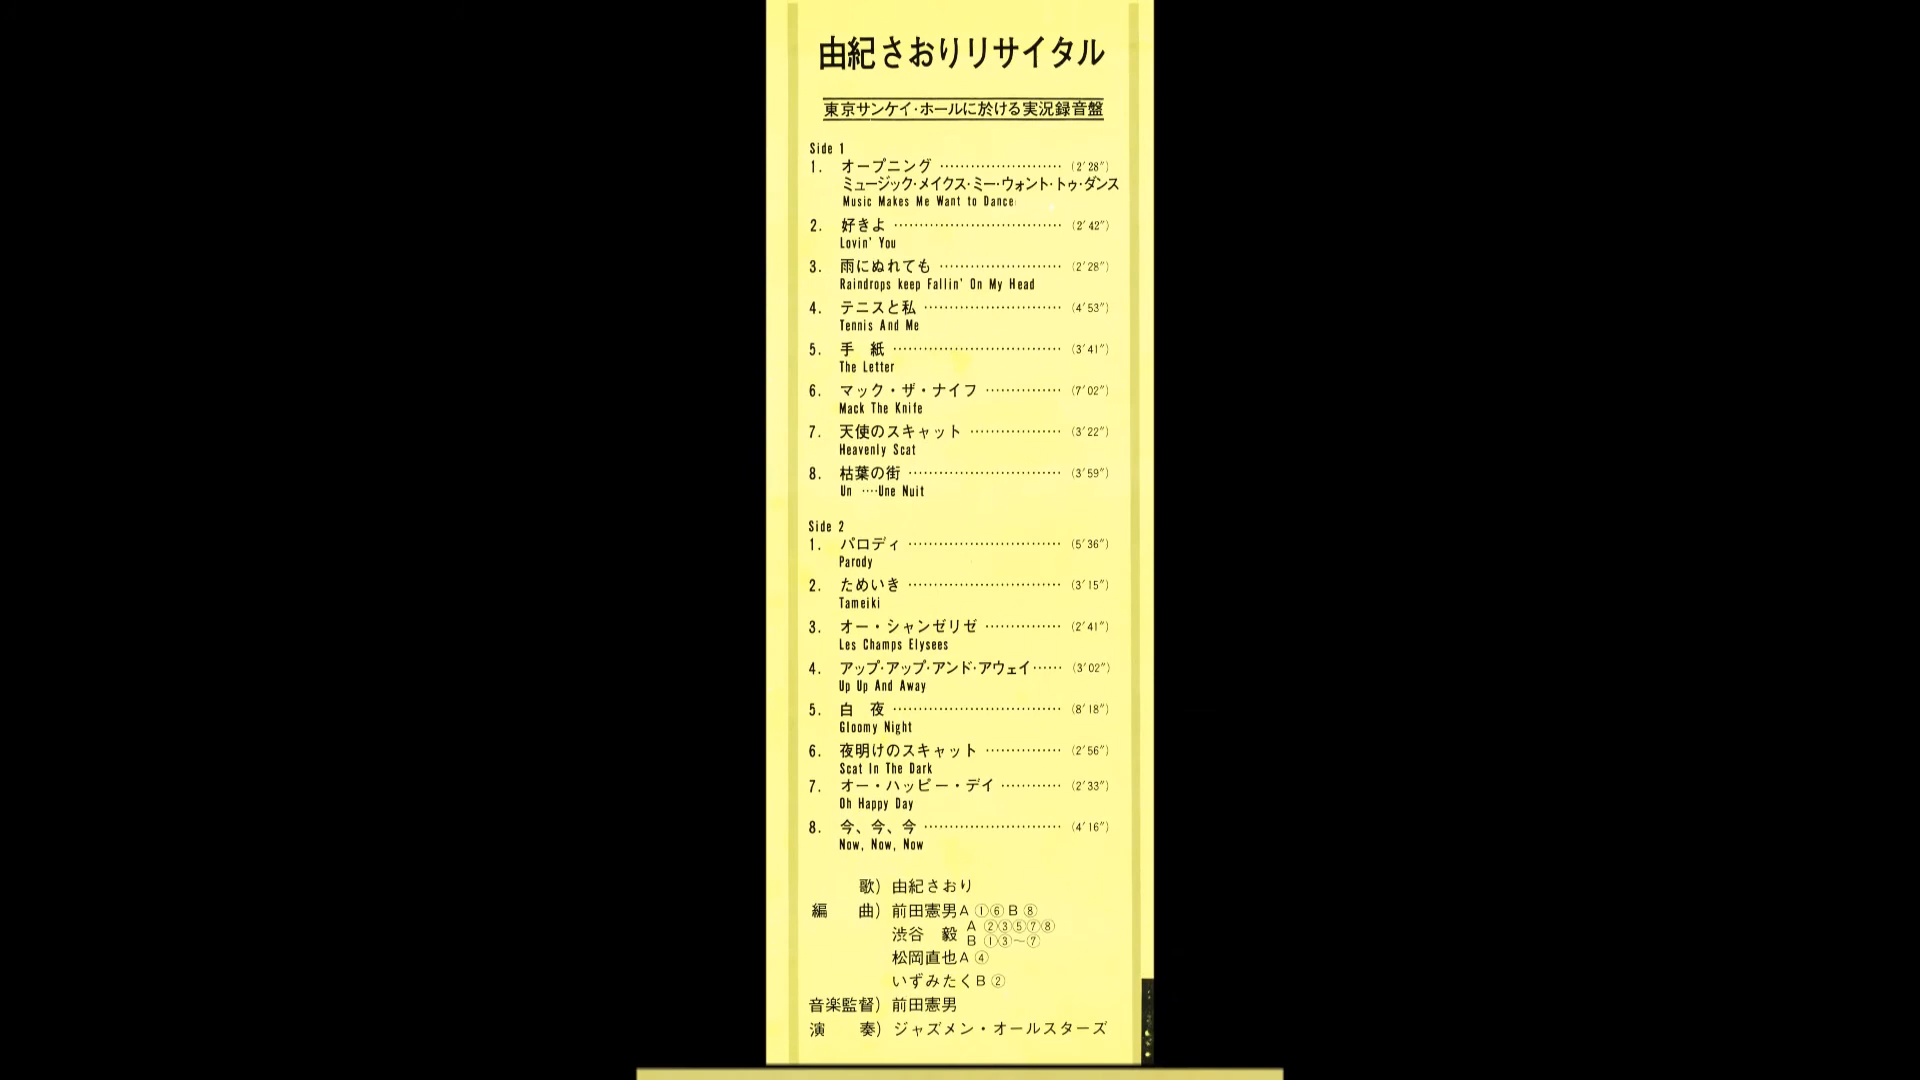 由紀さおりリサイタル
東京サンケイ・ホールに於ける実況録音盤
Side 1
1. オープニング ························ (2′28″)
ミュージック・メイクス・ミー・ウォント・トゥ・ダンス
Music Makes Me Want to Dance
2. 好きよ ································· (2′42″)
Lovin' You
3. 雨にぬれても ························ (2′28″)
Raindrops keep Fallin' On My Head
4. テニスと私 ··························· (4′53″)
Tennis And Me
5. 手 紙 ································· (3′41″)
The Letter
6. マック・ザ・ナイフ ··············· (7′02″)
Mack The Knife
7. 天使のスキャット ·················· (3′22″)
Heavenly Scat
8. 枯葉の街 ······························ (3′59″)
Un ····Une Nuit
Side 2
1. パロディ ······························ (5′36″)
Parody
2. ためいき ······························ (3′15″)
Tameiki
3. オー・シャンゼリゼ ··············· (2′41″)
Les Champs Elysees
4. アップ・アップ・アンド・アウェイ······ (3′02″)
Up Up And Away
5. 白 夜 ································· (8′18″)
Gloomy Night
6. 夜明けのスキャット ··············· (2′56″)
Scat In The Dark
7. オー・ハッピー・デイ ············ (2′33″)
Oh Happy Day
8. 今、今、今 ··························· (4′16″)
Now, Now, Now
歌) 由紀さおり
編 曲) 前田憲男A ①⑥ B ⑧
渋谷 毅 A ②③⑤⑦⑧
B ①③〜⑦
松岡直也A ④
いずみたくB ②
音楽監督) 前田憲男
演 奏) ジャズメン・オールスターズ